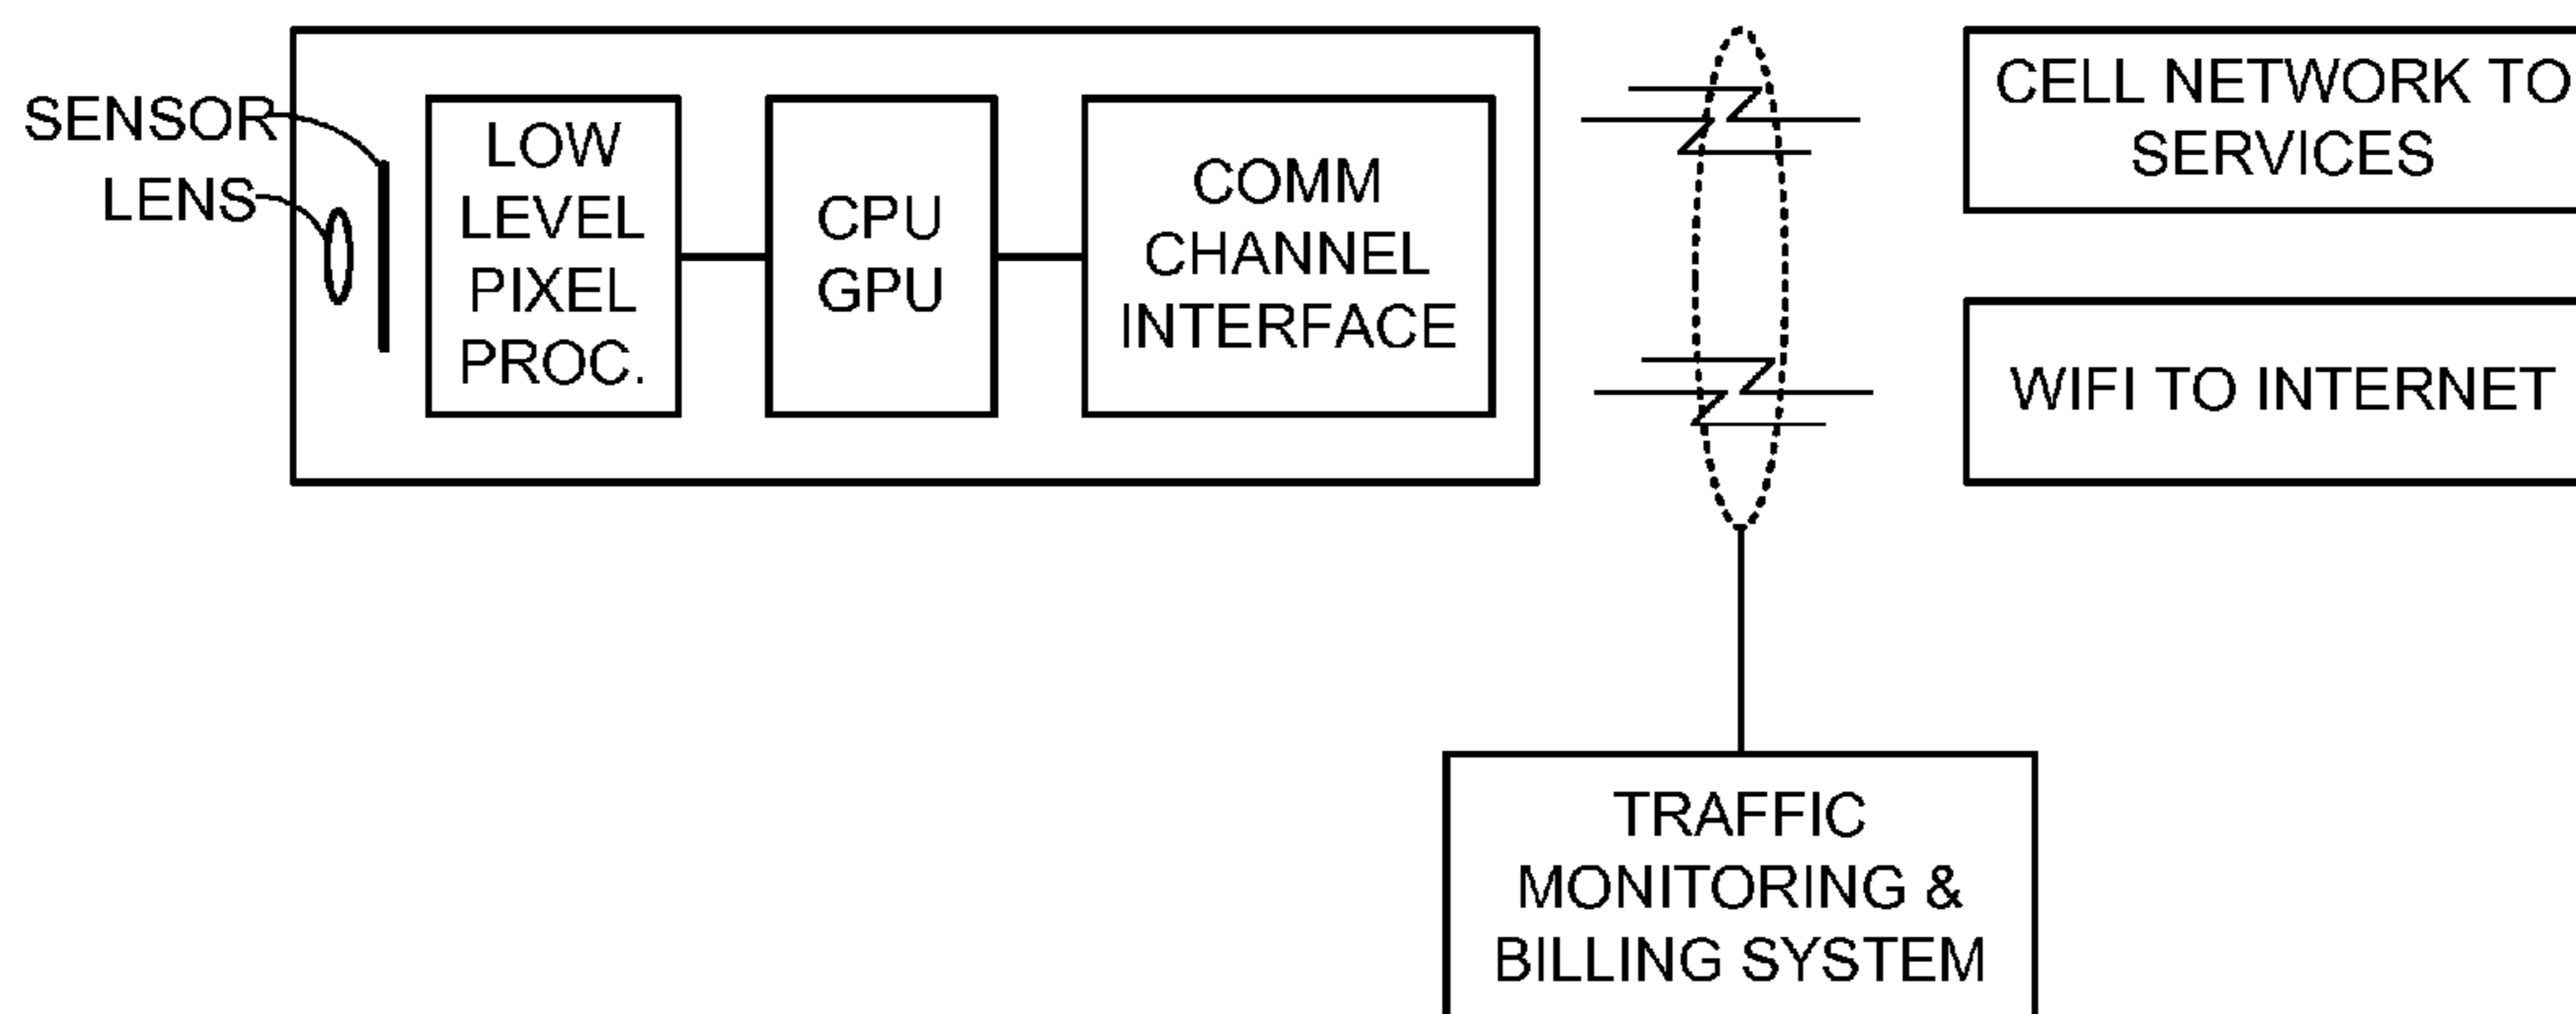 SENSOR
LENS
LOW
LEVEL
PIXEL
PROC.
CPU
GPU
COMM
CHANNEL
INTERFACE
CELL NETWORK TO
SERVICES
WIFI TO INTERNET
TRAFFIC
MONITORING &
BILLING SYSTEM